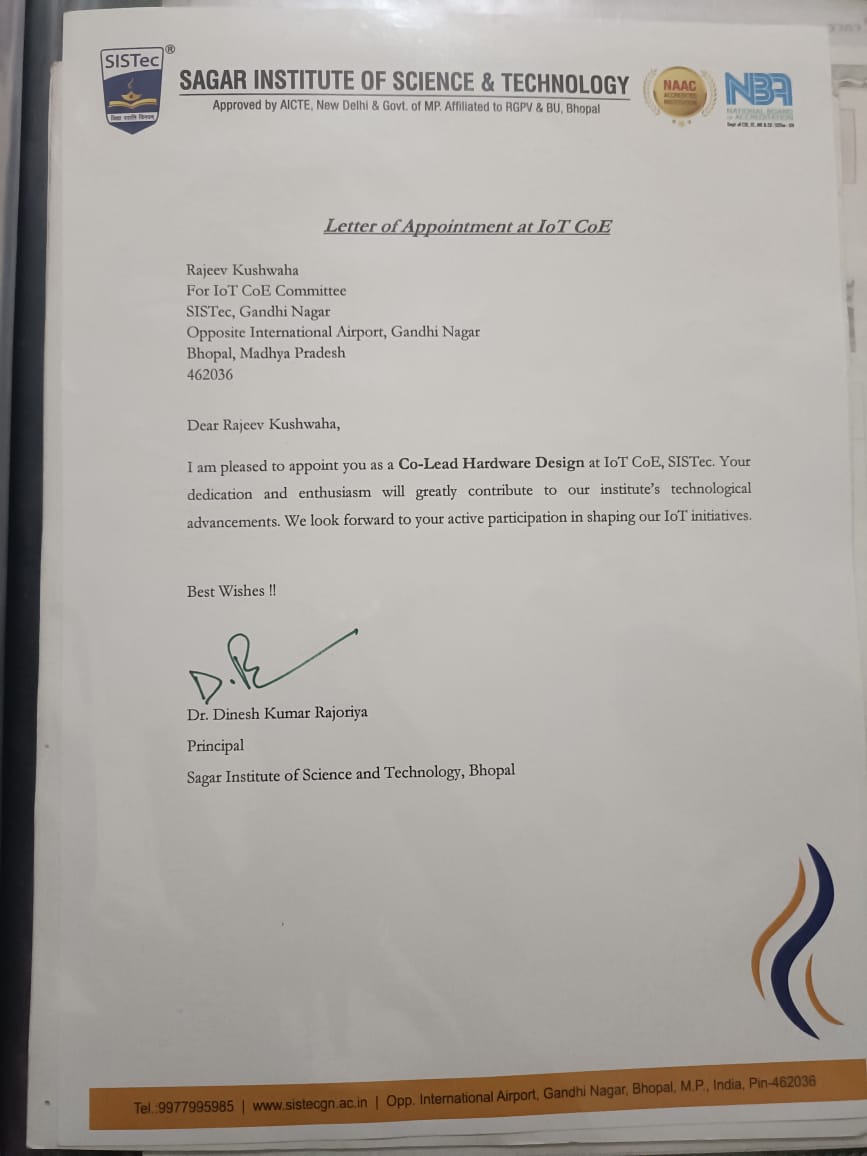 SISTec ®
विद्या ददाति विनयम्
SAGAR INSTITUTE OF SCIENCE & TECHNOLOGY
Approved by AICTE, New Delhi & Govt. of MP. Affiliated to RGPV & BU, Bhopal
NAAC
ACCREDITED
INSTITUTION
NBA
NATIONAL BOARD
of ACCREDITATION
Letter of Appointment at IoT CoE
Rajeev Kushwaha
For IoT CoE Committee
SISTec, Gandhi Nagar
Opposite International Airport, Gandhi Nagar
Bhopal, Madhya Pradesh
462036
Dear Rajeev Kushwaha,
I am pleased to appoint you as a Co-Lead Hardware Design at IoT CoE, SISTec. Your
dedication and enthusiasm will greatly contribute to our institute's technological
advancements. We look forward to your active participation in shaping our IoT initiatives.
Best Wishes !!
Dr. Dinesh Kumar Rajoriya
Principal
Sagar Institute of Science and Technology, Bhopal
Tel.:9977995985 | www.sistecgn.ac.in | Opp. International Airport, Gandhi Nagar, Bhopal, M.P., India, Pin-462036